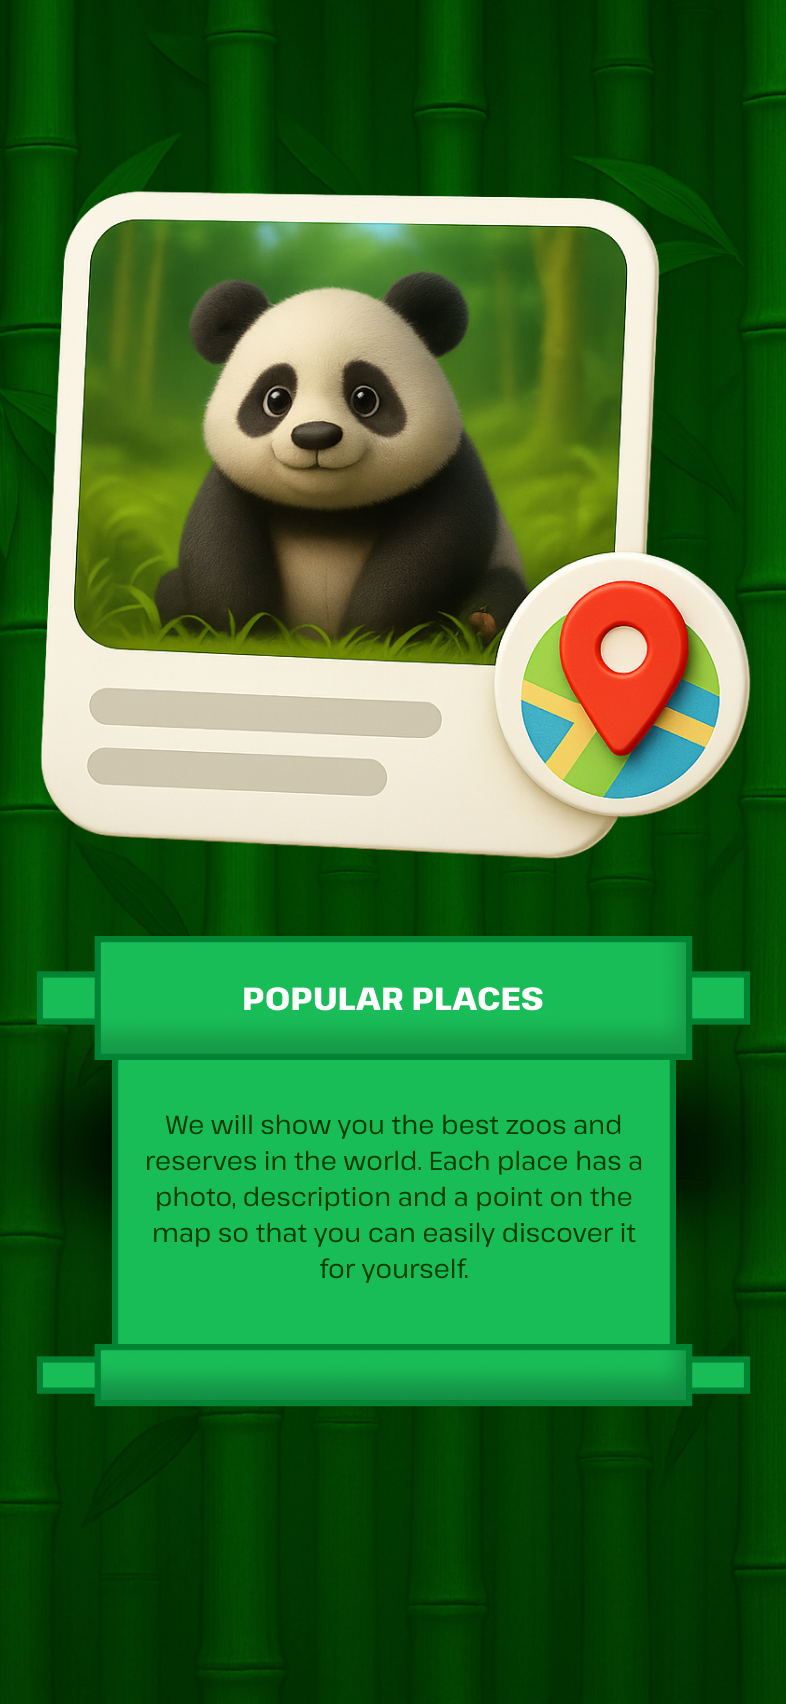 POPULAR PLACES
We will show you the best zoos and
reserves in the world. Each place has a
photo, description and a point on the
map so that you can easily discover it
for yourself.